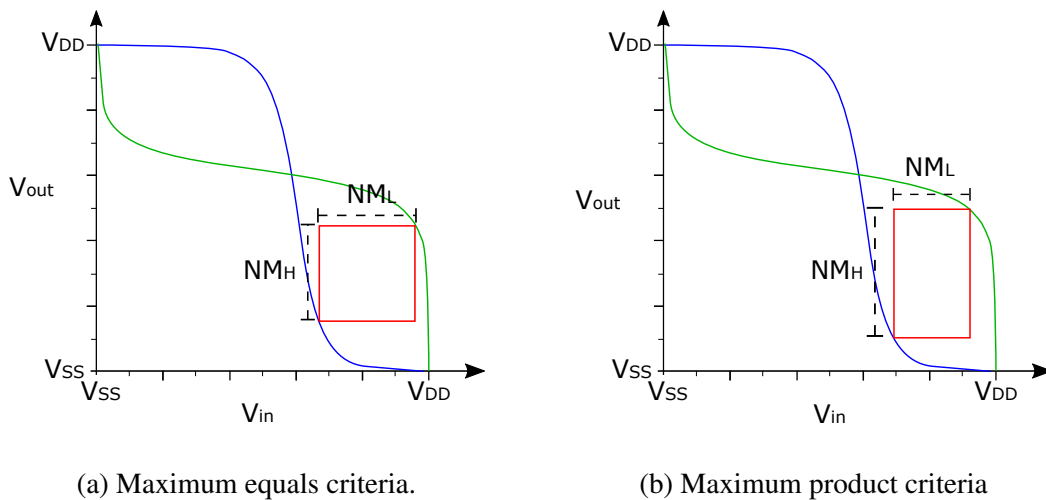 VDD
Vout
NML
NMH
VSS
VSS
VDD
Vin
(a) Maximum equals criteria.
VDD
Vout
NML
NMH
VSS
VSS
VDD
Vin
(b) Maximum product criteria